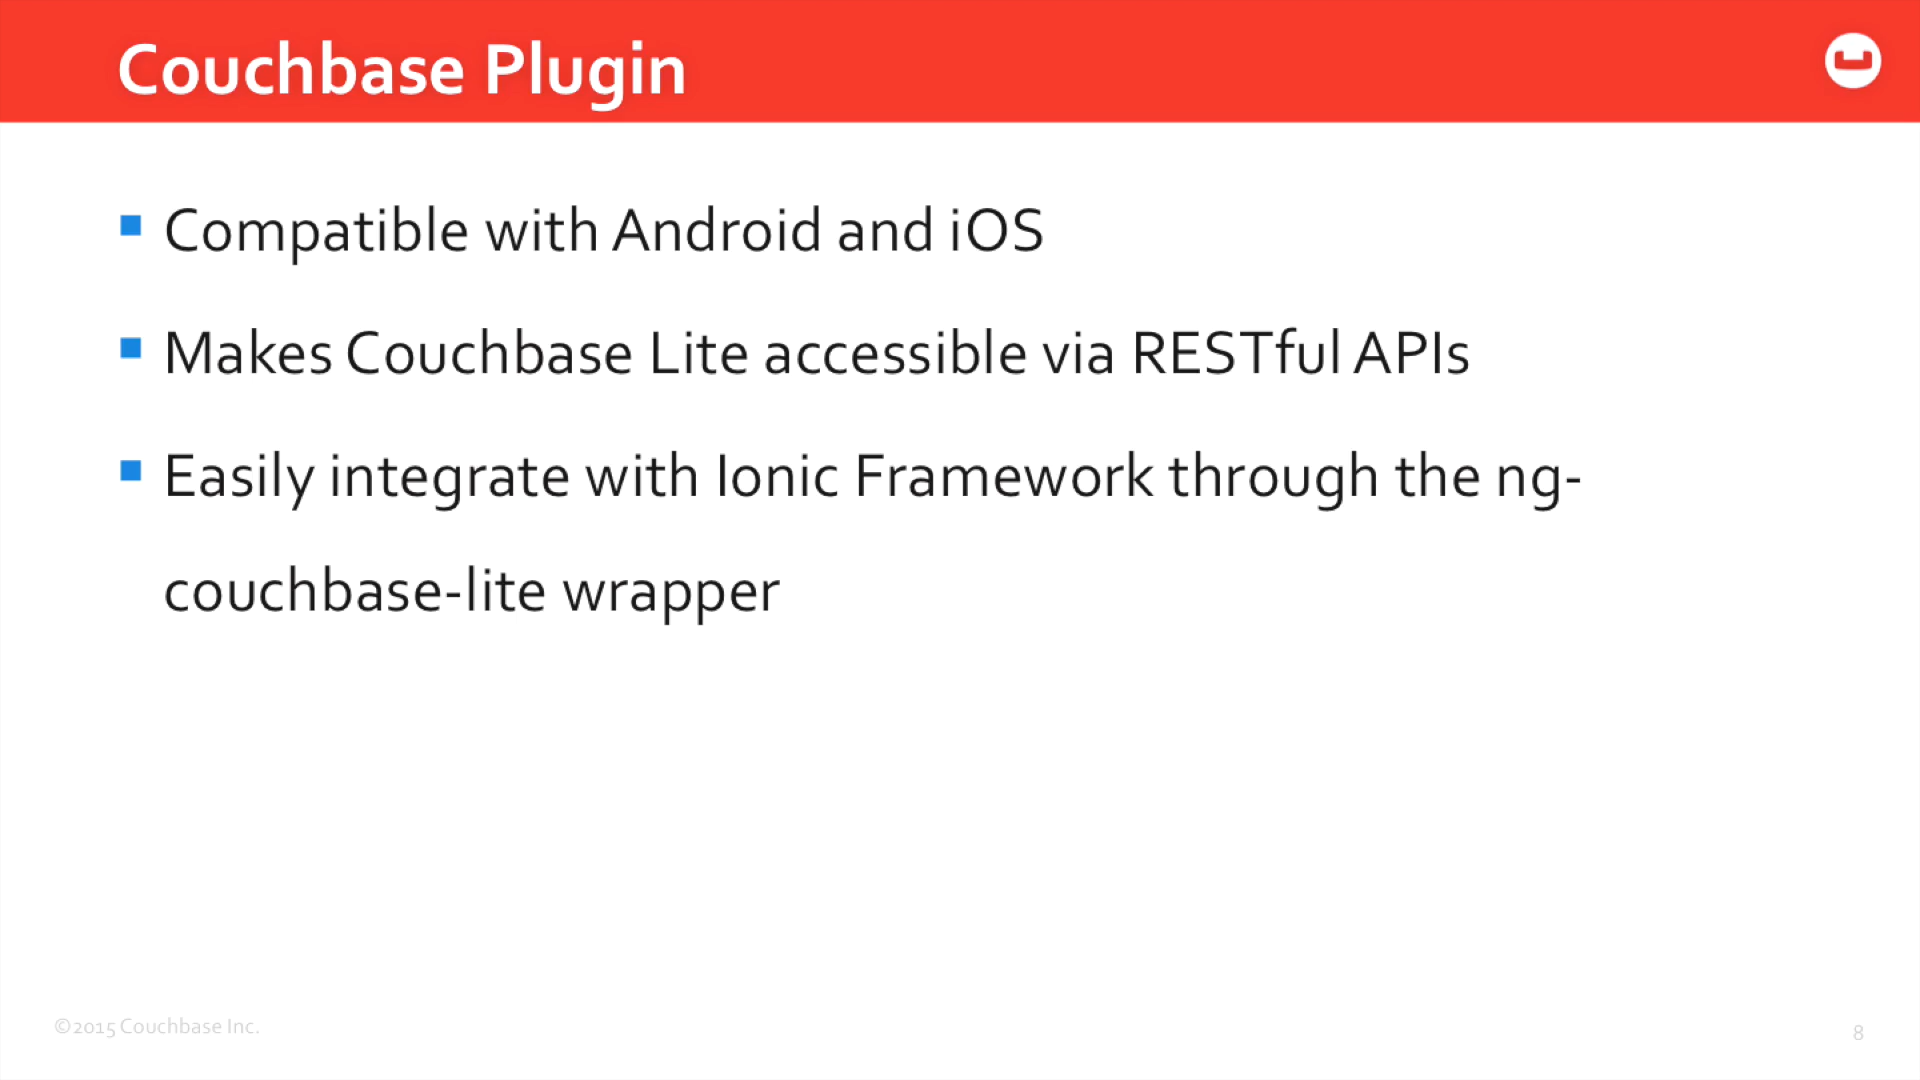 Couchbase Plugin
Compatible with Android and iOS
Makes Couchbase Lite accessible via RESTful APIs
Easily integrate with Ionic Framework through the ng-
couchbase-lite wrapper
©2015 Couchbase Inc.
8